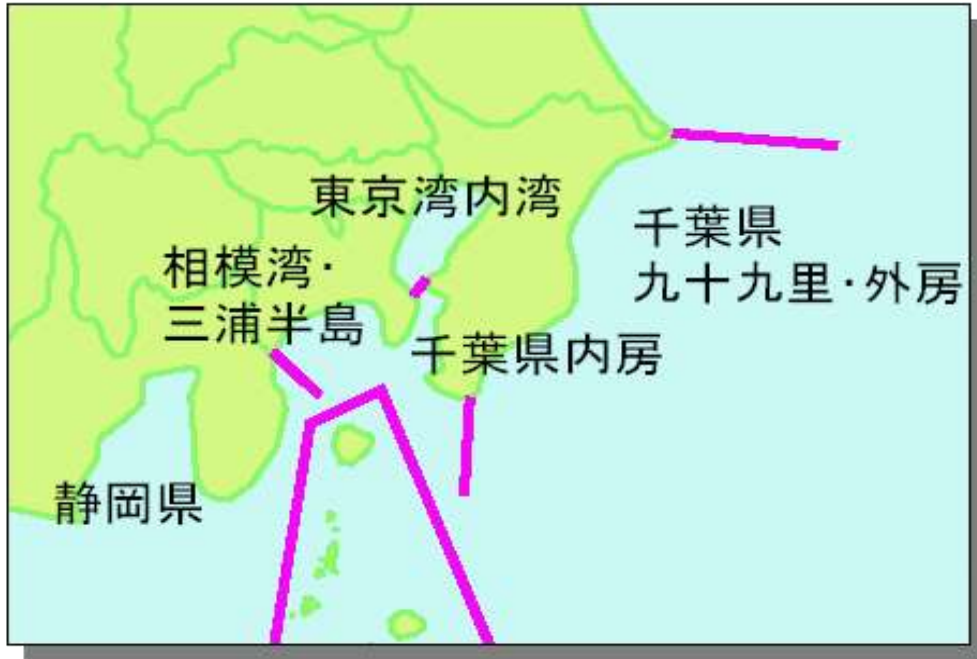 東京湾内湾
相模湾・
三浦半島
千葉県
九十九里・外房
千葉県内房
静岡県